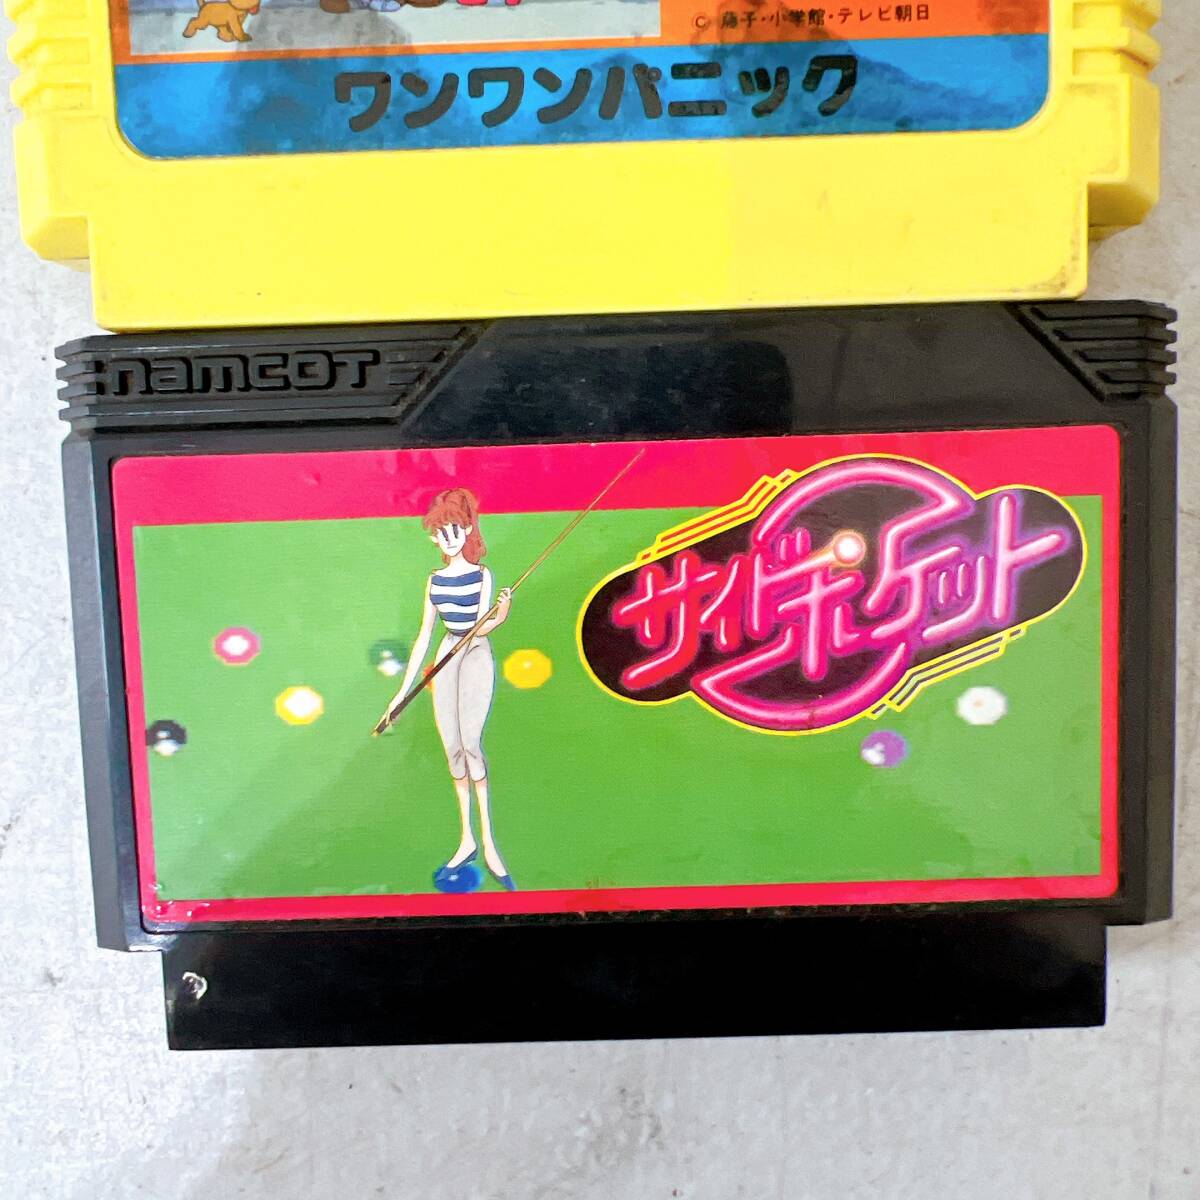 © 藤子・小学館・テレビ朝日
ワンワンパニック
namcot
サイドポケット